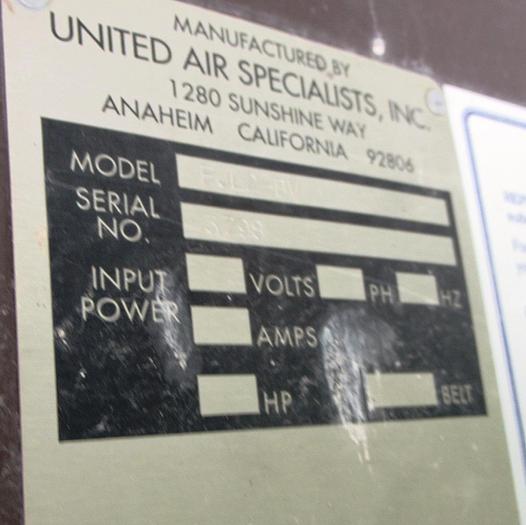 MANUFACTURED BY
UNITED AIR SPECIALISTS, INC.
1280 SUNSHINE WAY
ANAHEIM CALIFORNIA 92806
MODEL
SERIAL
NO.
INPUT VOLTS PH HZ
POWER AMPS
HP BELT